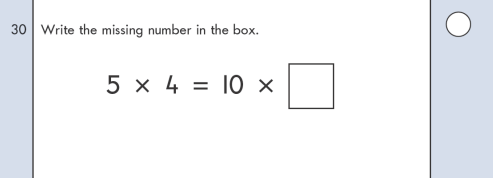 30 Write the missing number in the box.
5 × 4 = 10 ×